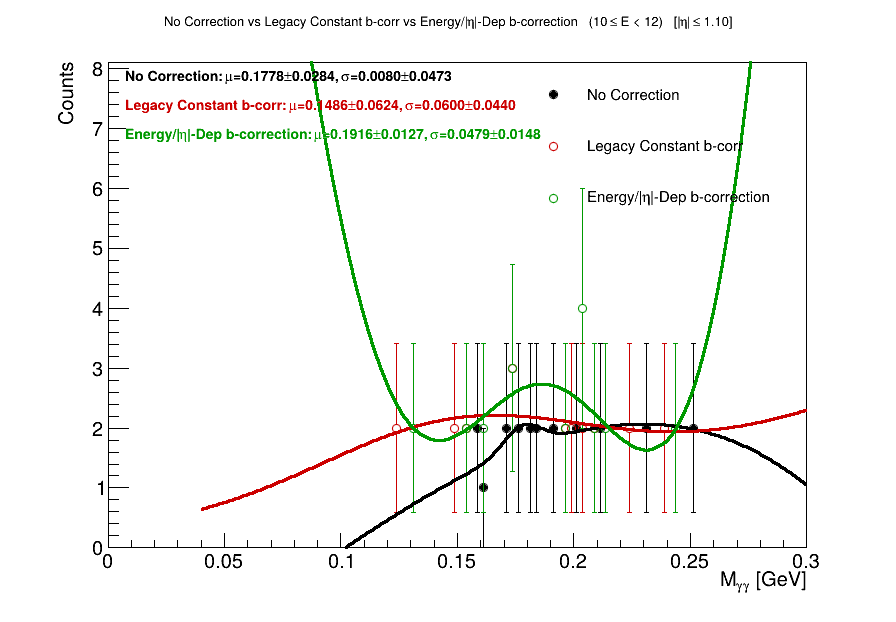 No Correction vs Legacy Constant b-corr vs Energy/|η|-Dep b-correction (10 ≤ E < 12) [|η| ≤ 1.10]
Counts
No Correction: μ=0.1778±0.0284, σ=0.0080±0.0473
Legacy Constant b-corr: μ=0.1486±0.0624, σ=0.0600±0.0440
Energy/|η|-Dep b-correction: μ=0.1916±0.0127, σ=0.0479±0.0148
No Correction
Legacy Constant b-corr
Energy/|η|-Dep b-correction
8
7
6
5
4
3
2
1
0
0 0.05 0.1 0.15 0.2 0.25 0.3
Mγγ [GeV]